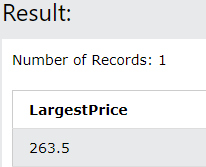 Result:
Number of Records: 1
LargestPrice
263.5